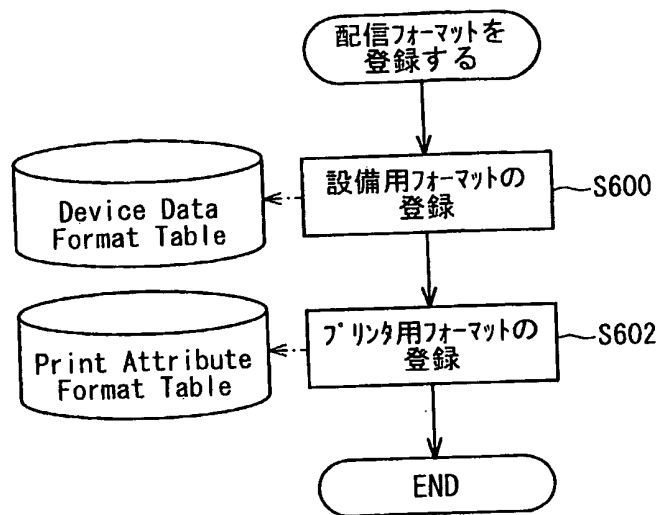 配信フォーマットを
登録する
設備用フォーマットの
登録
S600
Device Data
Format Table
プリンタ用フォーマットの
登録
S602
Print Attribute
Format Table
END